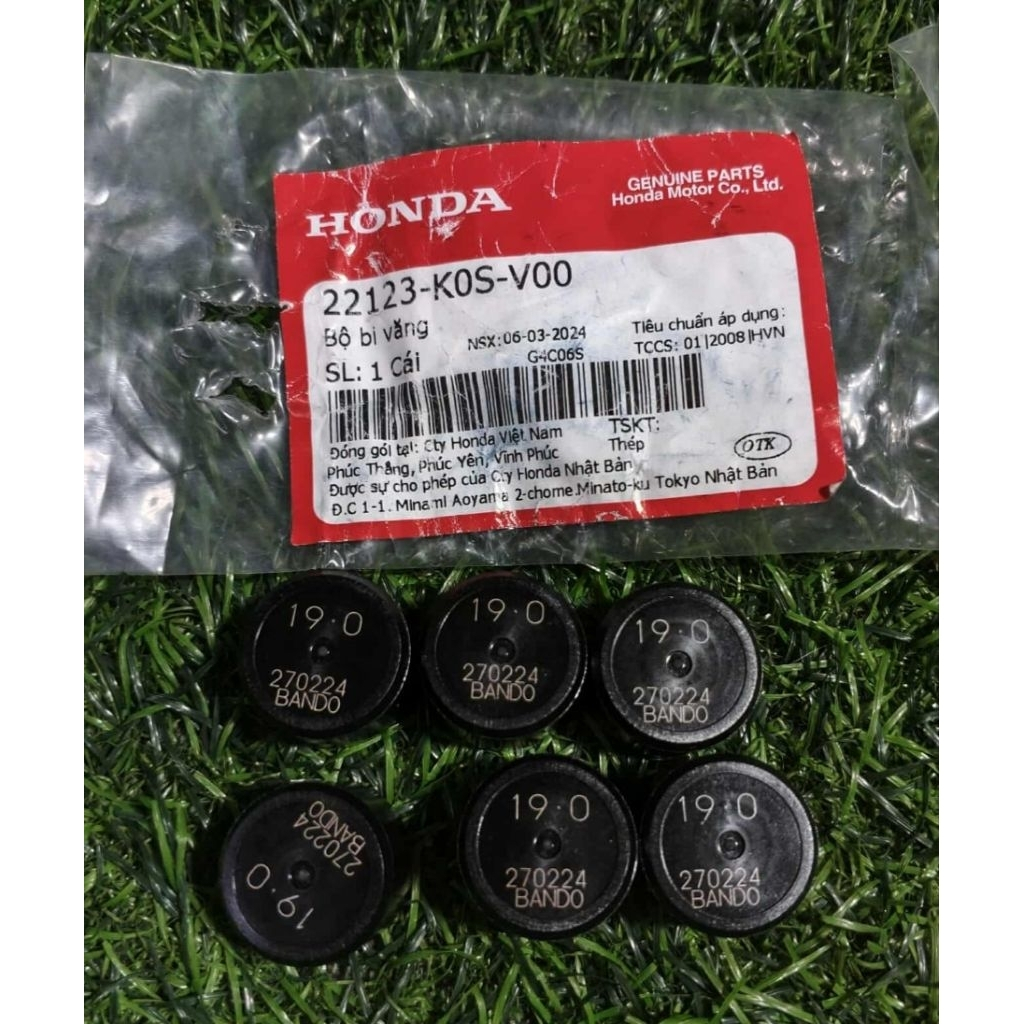 HONDA
GENUINE PARTS
Honda Motor Co., Ltd.
22123-K0S-V00
Bộ bi văng
NSX: 06-03-2024
Tiêu chuẩn áp dụng:
SL: 1 Cái
G4C06S
TCCS: 01|2008|HVN
Đóng gói tại: Cty Honda Việt Nam
TSKT:
Phúc Thắng, Phúc Yên, Vĩnh Phúc
Thép
OTK
Được sự cho phép của Cty Honda Nhật Bản
Đ.C 1-1. Minami Aoyama 2-chome.Minato-ku Tokyo Nhật Bản
19.0
270224
BANDO
19.0
270224
BANDO
19.0
270224
BANDO
19.0
270224
BANDO
19.0
270224
BANDO
19.0
270224
BANDO